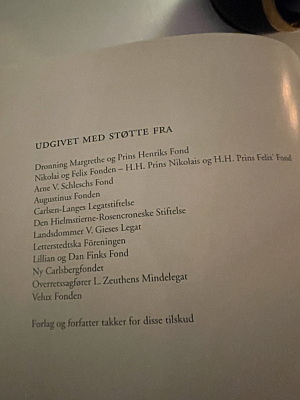 UDGIVET MED STØTTE FRA
Dronning Margrethe og Prins Henriks Fond
Nikolai og Felix Fonden – H.H. Prins Nikolais og H.H. Prins Felix' Fond
Arne V. Schleschs Fond
Augustinus Fonden
Carlsen-Langes Legatstiftelse
Den Hielmstierne-Rosencroneske Stiftelse
Landsdommer V. Gieses Legat
Letterstedtska Föreningen
Lillian og Dan Finks Fond
Ny Carlsbergfondet
Overretssagfører L. Zeuthens Mindelegat
Velux Fonden
Forlag og forfatter takker for disse tilskud